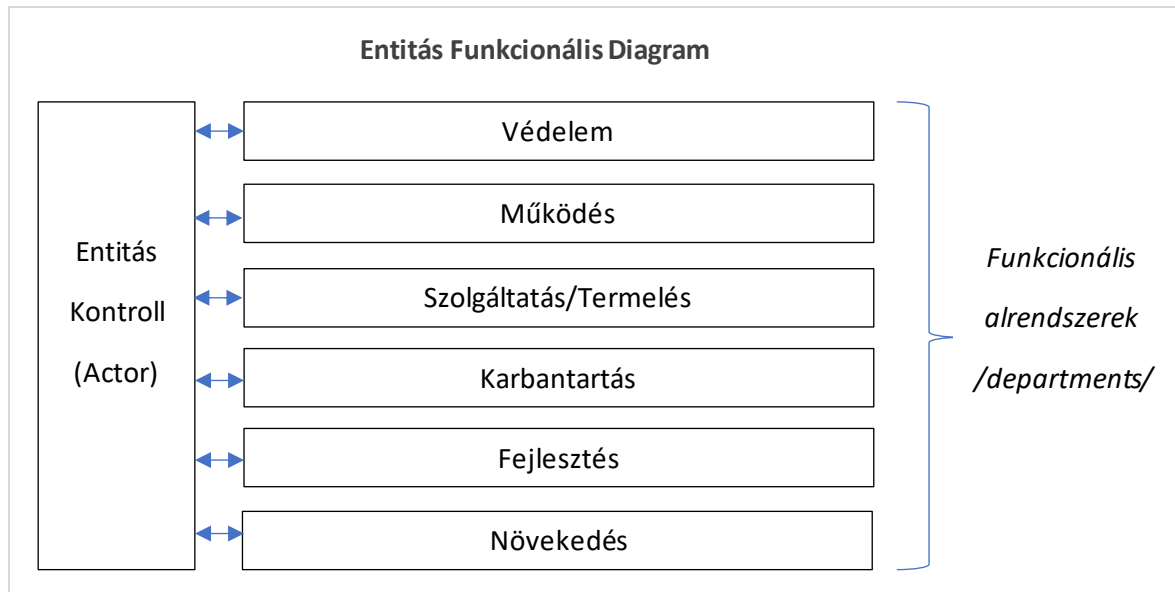 Entitás Funkcionális Diagram
Entitás
Kontroll
(Actor)
Védelem
Működés
Szolgáltatás/Termelés
Karbantartás
Fejlesztés
Növekedés
Funkcionális
alrendszerek
/departments/